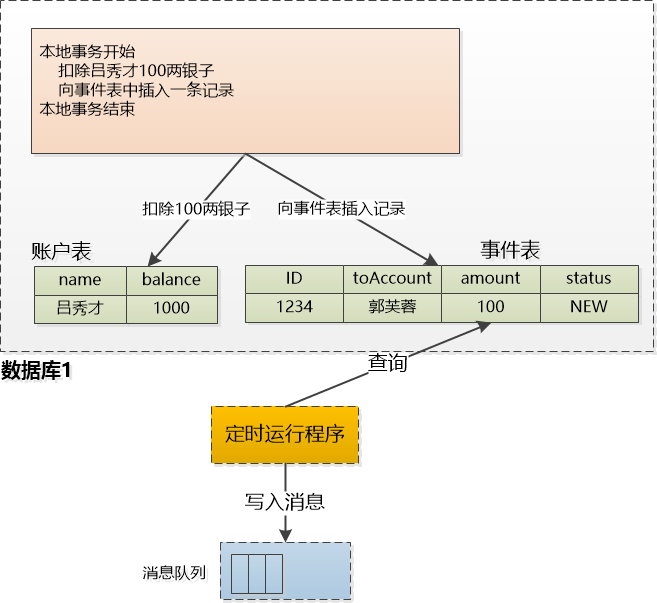 本地事务开始
扣除吕秀才100两银子
向事件表中插入一条记录
本地事务结束
扣除100两银子
向事件表插入记录
账户表
事件表
name balance
吕秀才 1000
ID toAccount amount status
1234 郭芙蓉 100 NEW
数据库1
查询
定时运行程序
写入消息
消息队列